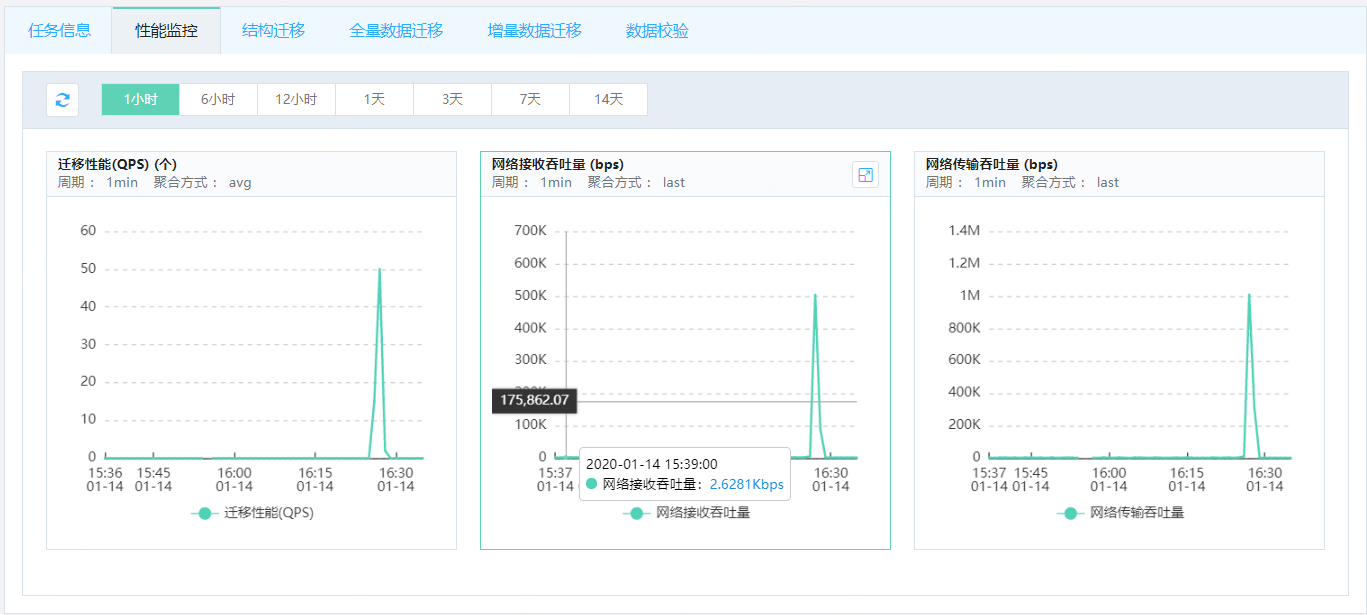 任务信息 性能监控 结构迁移 全量数据迁移 增量数据迁移 数据校验
1小时 6小时 12小时 1天 3天 7天 14天
迁移性能(QPS) (个)
周期： 1min 聚合方式： avg
60
50
40
30
20
10
0
15:36 15:45 16:00 16:15 16:30
01-14 01-14 01-14 01-14 01-14
迁移性能(QPS)
网络接收吞吐量 (bps)
周期： 1min 聚合方式： last
700K
600K
500K
400K
300K
175,862.07
100K
0
15:37 16:30
01-14 01-14
2020-01-14 15:39:00
网络接收吞吐量: 2.6281Kbps
网络接收吞吐量
网络传输吞吐量 (bps)
周期： 1min 聚合方式： last
1.4M
1.2M
1M
800K
600K
400K
200K
0
15:37 15:45 16:00 16:15 16:30
01-14 01-14 01-14 01-14 01-14
网络传输吞吐量